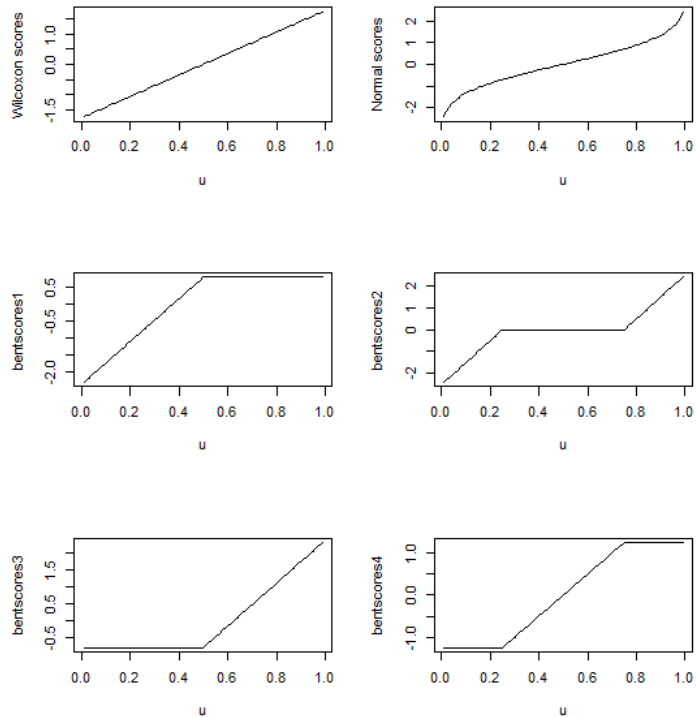 Wilcoxon scores
-1.5 0.0 1.0
0.0 0.2 0.4 0.6 0.8 1.0
u
Normal scores
-2 0 1 2
0.0 0.2 0.4 0.6 0.8 1.0
u
bentscores1
-2.0 -0.5 0.5
0.0 0.2 0.4 0.6 0.8 1.0
u
bentscores2
-2 0 1 2
0.0 0.2 0.4 0.6 0.8 1.0
u
bentscores3
-0.5 0.5 1.5
0.0 0.2 0.4 0.6 0.8 1.0
u
bentscores4
-1.0 0.0 1.0
0.0 0.2 0.4 0.6 0.8 1.0
u